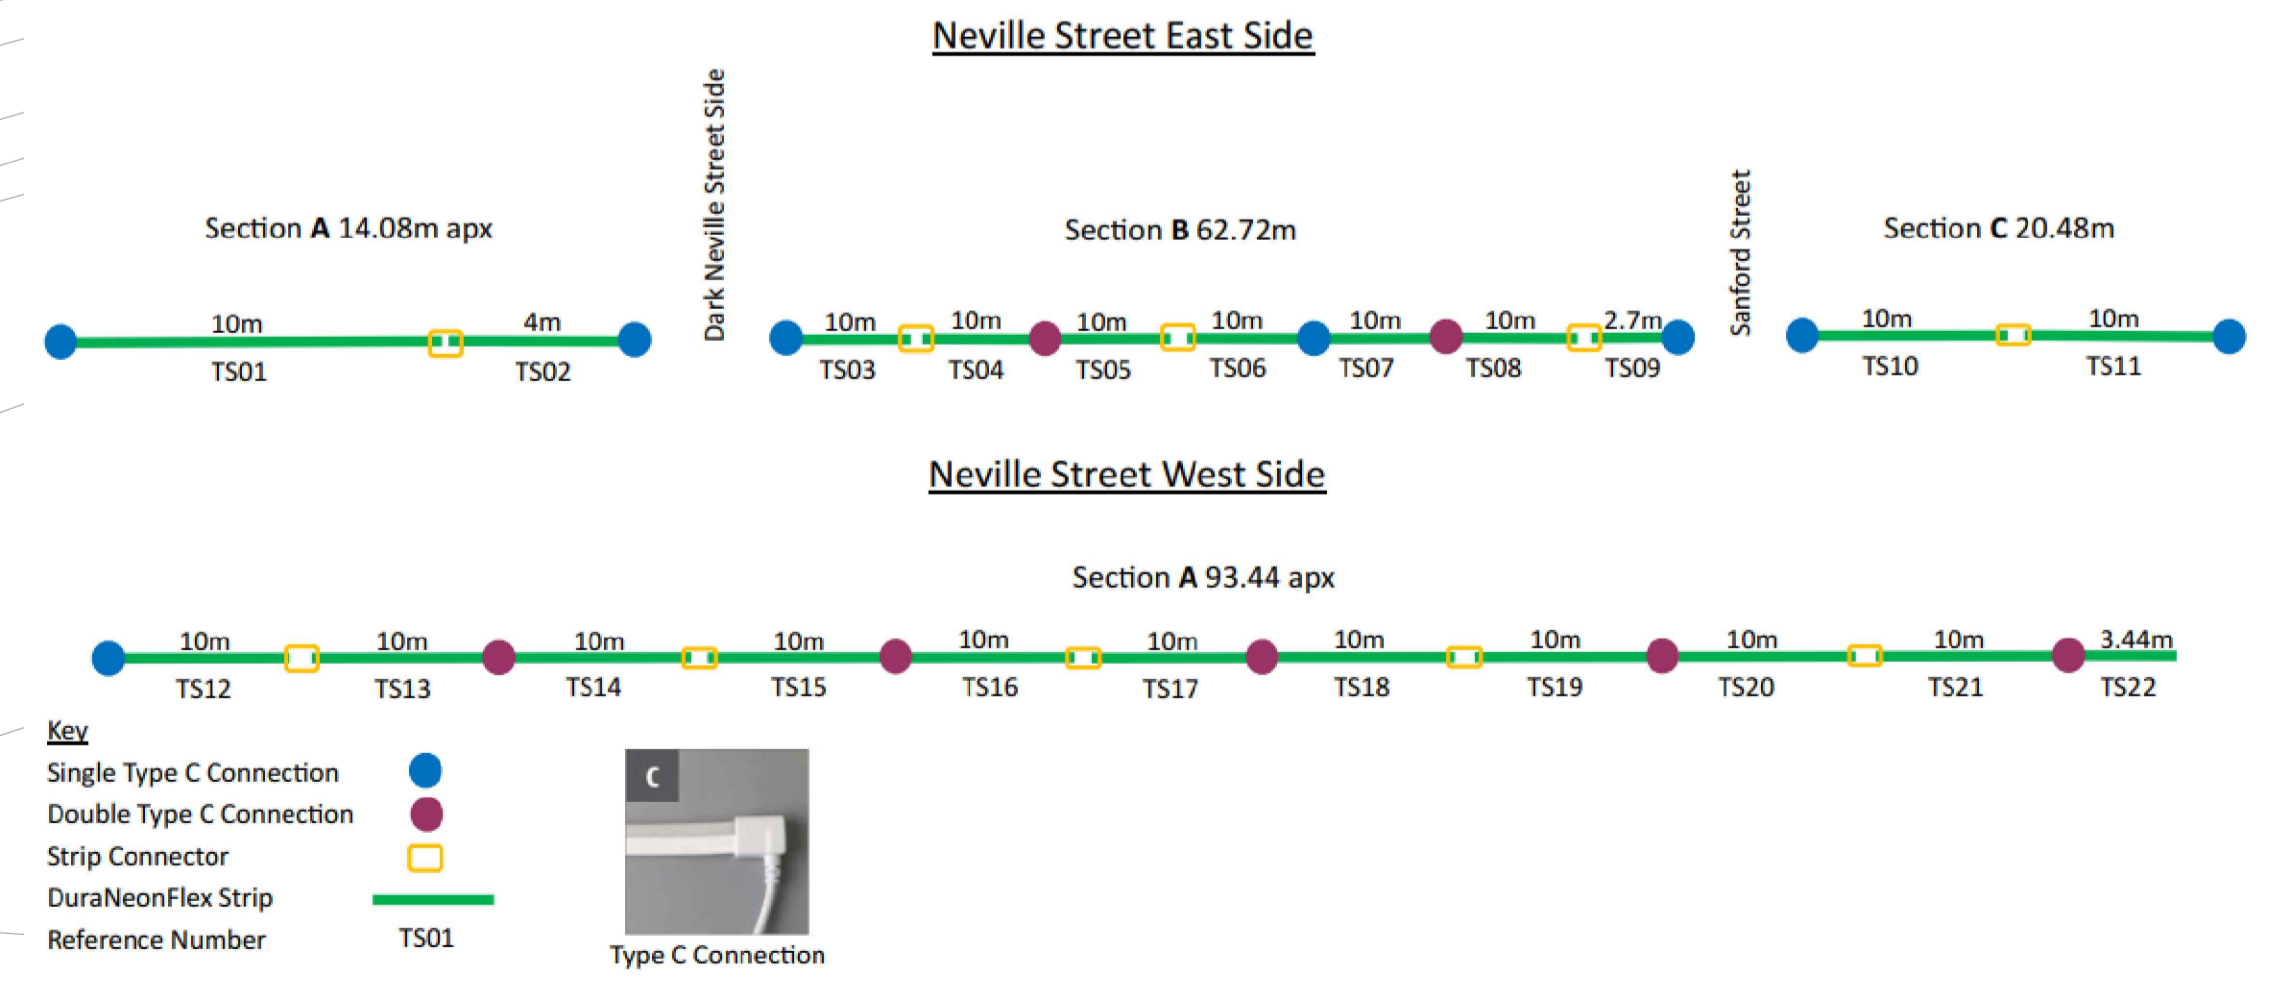 Neville Street East Side
Dark Neville Street Side
Sanford Street
Section A 14.08m apx
Section B 62.72m
Section C 20.48m
10m 4m
10m 10m 10m 10m 10m 10m 2.7m
10m 10m
TS01 TS02
TS03 TS04 TS05 TS06 TS07 TS08 TS09
TS10 TS11
Neville Street West Side
Section A 93.44 apx
10m 10m 10m 10m 10m 10m 10m 10m 10m 10m 3.44m
TS12 TS13 TS14 TS15 TS16 TS17 TS18 TS19 TS20 TS21 TS22
Key
Single Type C Connection
Double Type C Connection
Strip Connector
DuraNeonFlex Strip
Reference Number TS01
C
Type C Connection